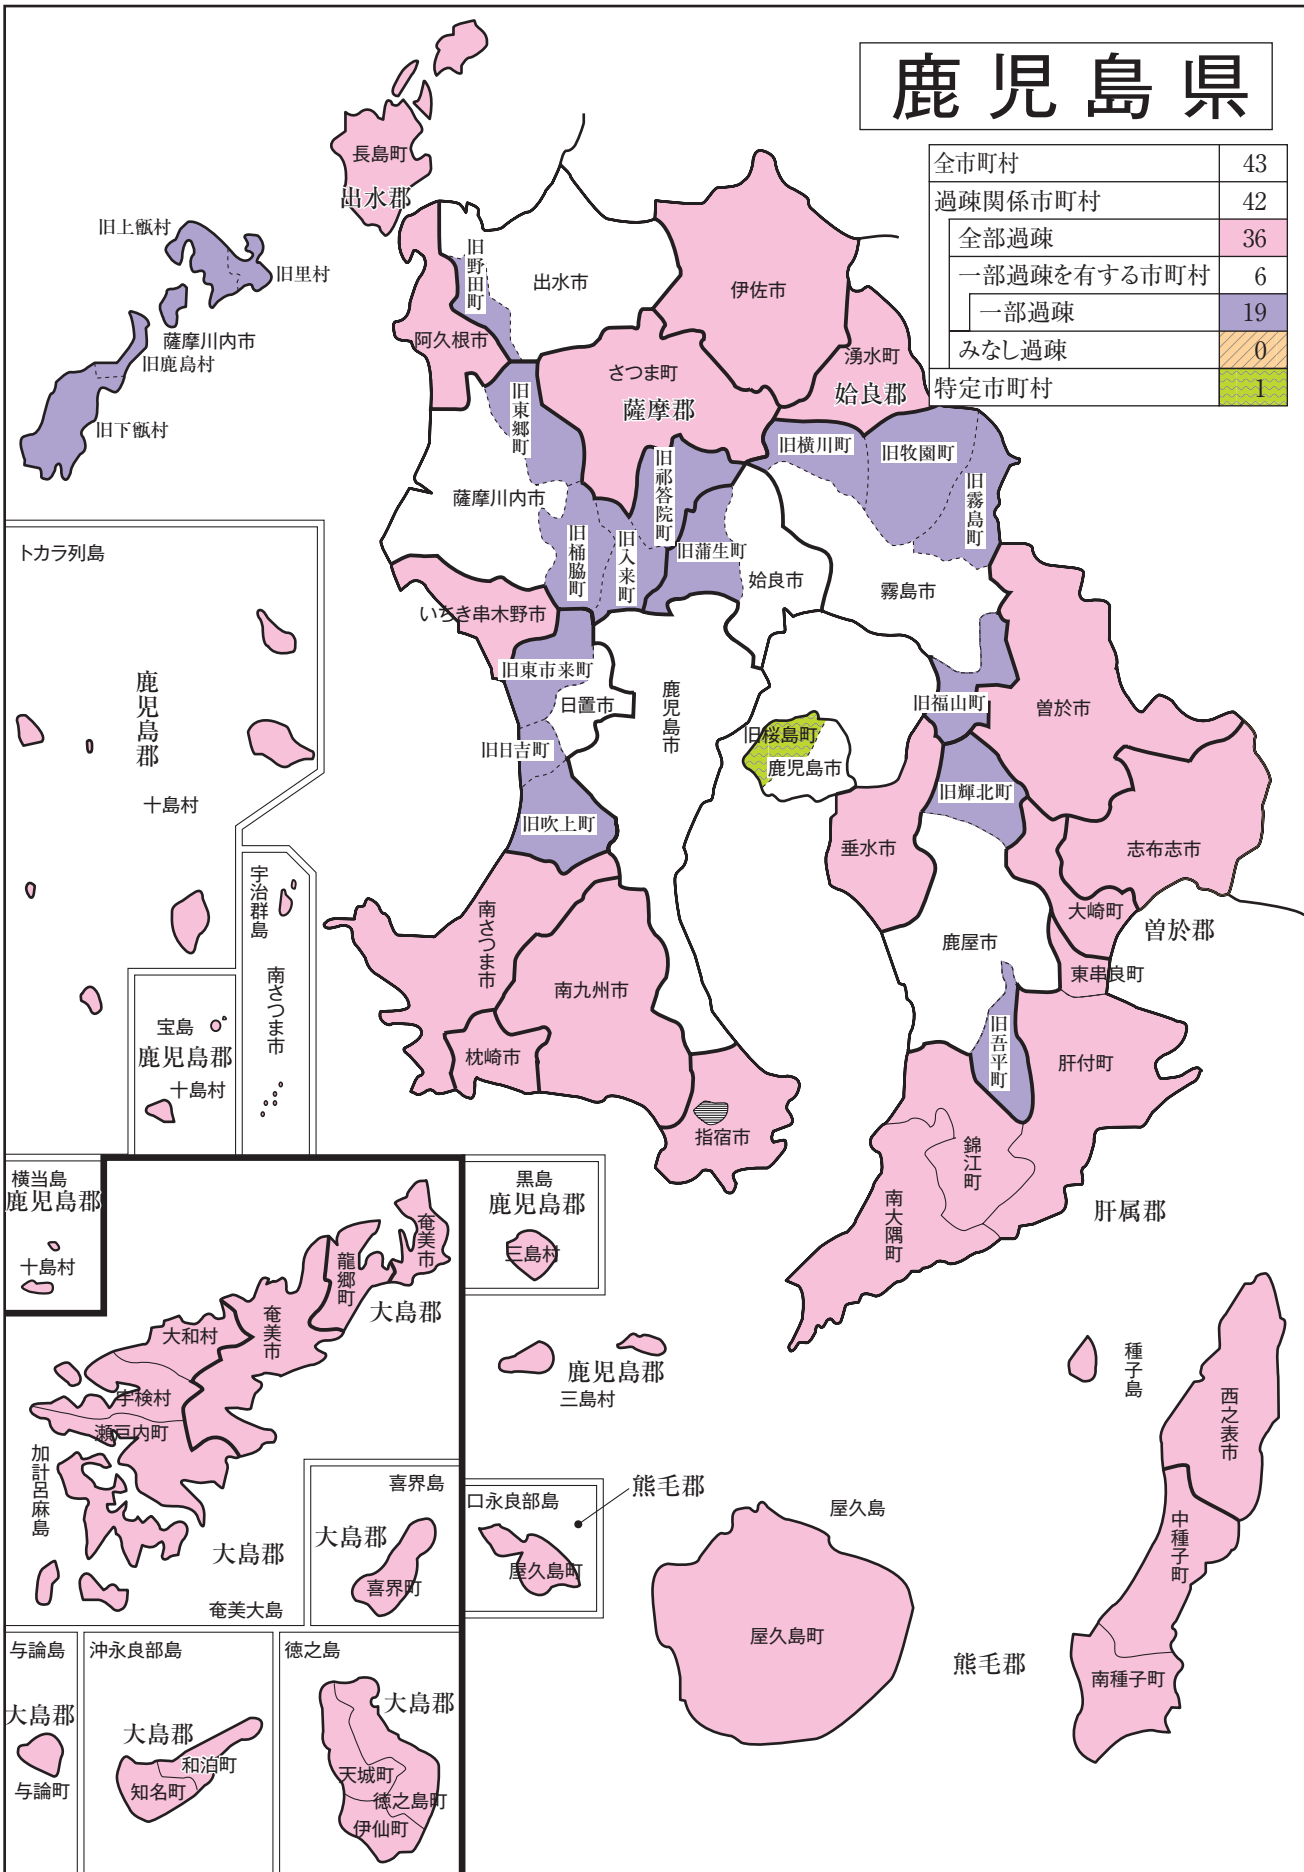 鹿児島県
全市町村 43
過疎関係市町村 42
全部過疎 36
一部過疎を有する市町村 6
一部過疎 19
みなし過疎 0
特定市町村 1
長島町
出水郡
旧上甑村
旧里村
薩摩川内市
旧鹿島村
旧下甑村
旧野田町
出水市
伊佐市
阿久根市
湧水町
姶良郡
さつま町
薩摩郡
旧東郷町
旧横川町
旧牧園町
旧霧島町
旧祁答院町
薩摩川内市
旧桶脇町
旧入来町
旧蒲生町
姶良市
霧島市
いちき串木野市
旧東市来町
日置市
鹿児島市
旧福山町
曽於市
旧日吉町
旧桜島町
鹿児島市
旧輝北町
旧吹上町
垂水市
志布志市
大崎町
曽於郡
南さつま市
鹿屋市
東串良町
南九州市
旧吾平町
肝付町
枕崎市
指宿市
錦江町
南大隅町
肝属郡
トカラ列島
鹿児島郡
十島村
宇治群島
南さつま市
宝島
鹿児島郡
十島村
横当島
鹿児島郡
十島村
黒島
鹿児島郡
三島村
鹿児島郡
三島村
奄美市
龍郷町
大島郡
奄美市
大和村
宇検村
瀬戸内町
加計呂麻島
大島郡
奄美大島
喜界島
大島郡
喜界町
口永良部島
熊毛郡
屋久島町
屋久島
屋久島町
熊毛郡
種子島
西之表市
中種子町
南種子町
与論島
大島郡
与論町
沖永良部島
大島郡
和泊町
知名町
徳之島
大島郡
天城町
徳之島町
伊仙町